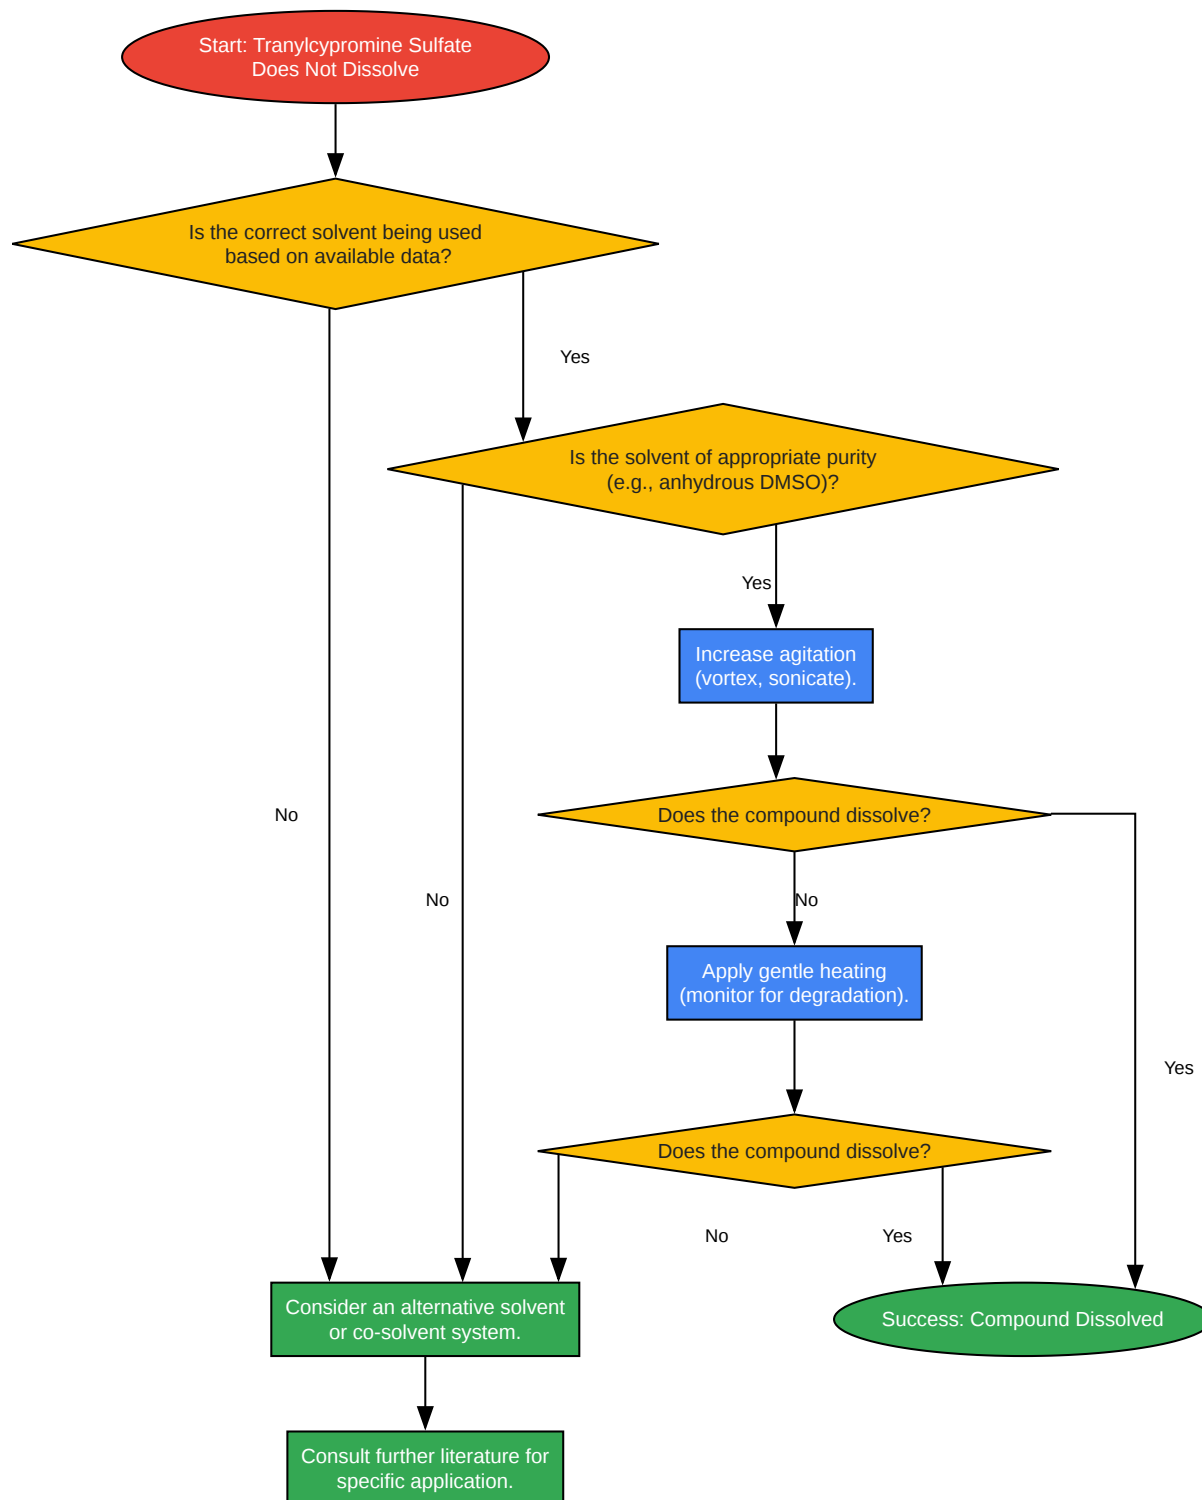 Start: Tranylcypromine Sulfate
Does Not Dissolve
Is the correct solvent being used
based on available data?
Yes
Is the solvent of appropriate purity
(e.g., anhydrous DMSO)?
Yes
Increase agitation
(vortex, sonicate).
No
Does the compound dissolve?
No
No
Apply gentle heating
(monitor for degradation).
Yes
Does the compound dissolve?
No
Yes
Consider an alternative solvent
or co-solvent system.
Success: Compound Dissolved
Consult further literature for
specific application.